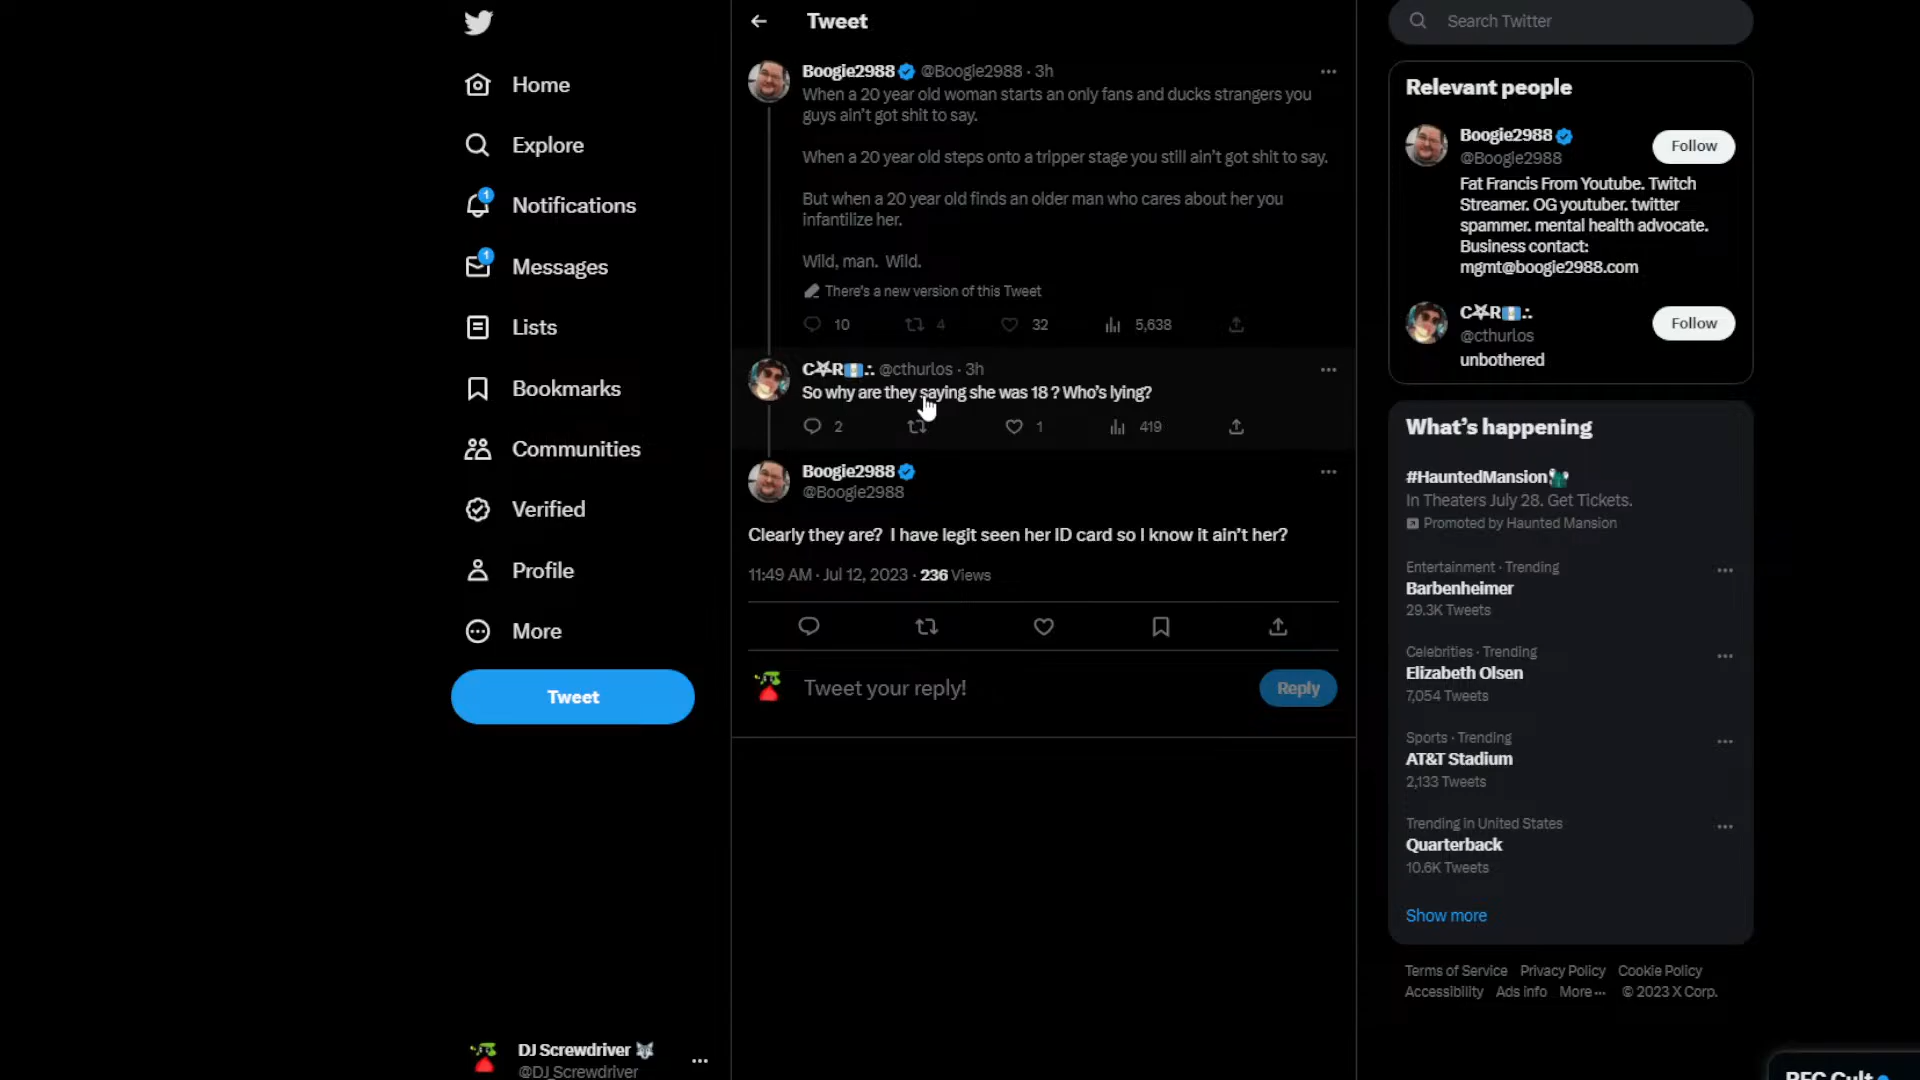 Home
Explore
1
Notifications
1
Messages
Lists
Bookmarks
Communities
Verified
Profile
More
Tweet
DJ Screwdriver
@DJ_Screwdriver
Tweet
Boogie2988 @Boogie2988 · 3h
When a 20 year old woman starts an only fans and ducks strangers you
guys ain't got shit to say.
When a 20 year old steps onto a tripper stage you still ain't got shit to say.
But when a 20 year old finds an older man who cares about her you
infantilize her.
Wild, man. Wild.
There's a new version of this Tweet
10 4 32 5,638
@cthurlos · 3h
So why are they saying she was 18 ? Who's lying?
2 1 419
Boogie2988
@Boogie2988
Clearly they are? I have legit seen her ID card so I know it ain't her?
11:49 AM · Jul 12, 2023 · 236 Views
Tweet your reply!
Reply
Search Twitter
Relevant people
Boogie2988
@Boogie2988
Follow
Fat Francis From Youtube. Twitch
Streamer. OG youtuber. twitter
spammer. mental health advocate.
Business contact:
mgmt@boogie2988.com
@cthurlos
Follow
unbothered
What's happening
#HauntedMansion
In Theaters July 28. Get Tickets.
Promoted by Haunted Mansion
Entertainment · Trending
Barbenheimer
29.3K Tweets
Celebrities · Trending
Elizabeth Olsen
7,054 Tweets
Sports · Trending
AT&T Stadium
2,133 Tweets
Trending in United States
Quarterback
10.6K Tweets
Show more
Terms of Service Privacy Policy Cookie Policy
Accessibility Ads info More ··· © 2023 X Corp.